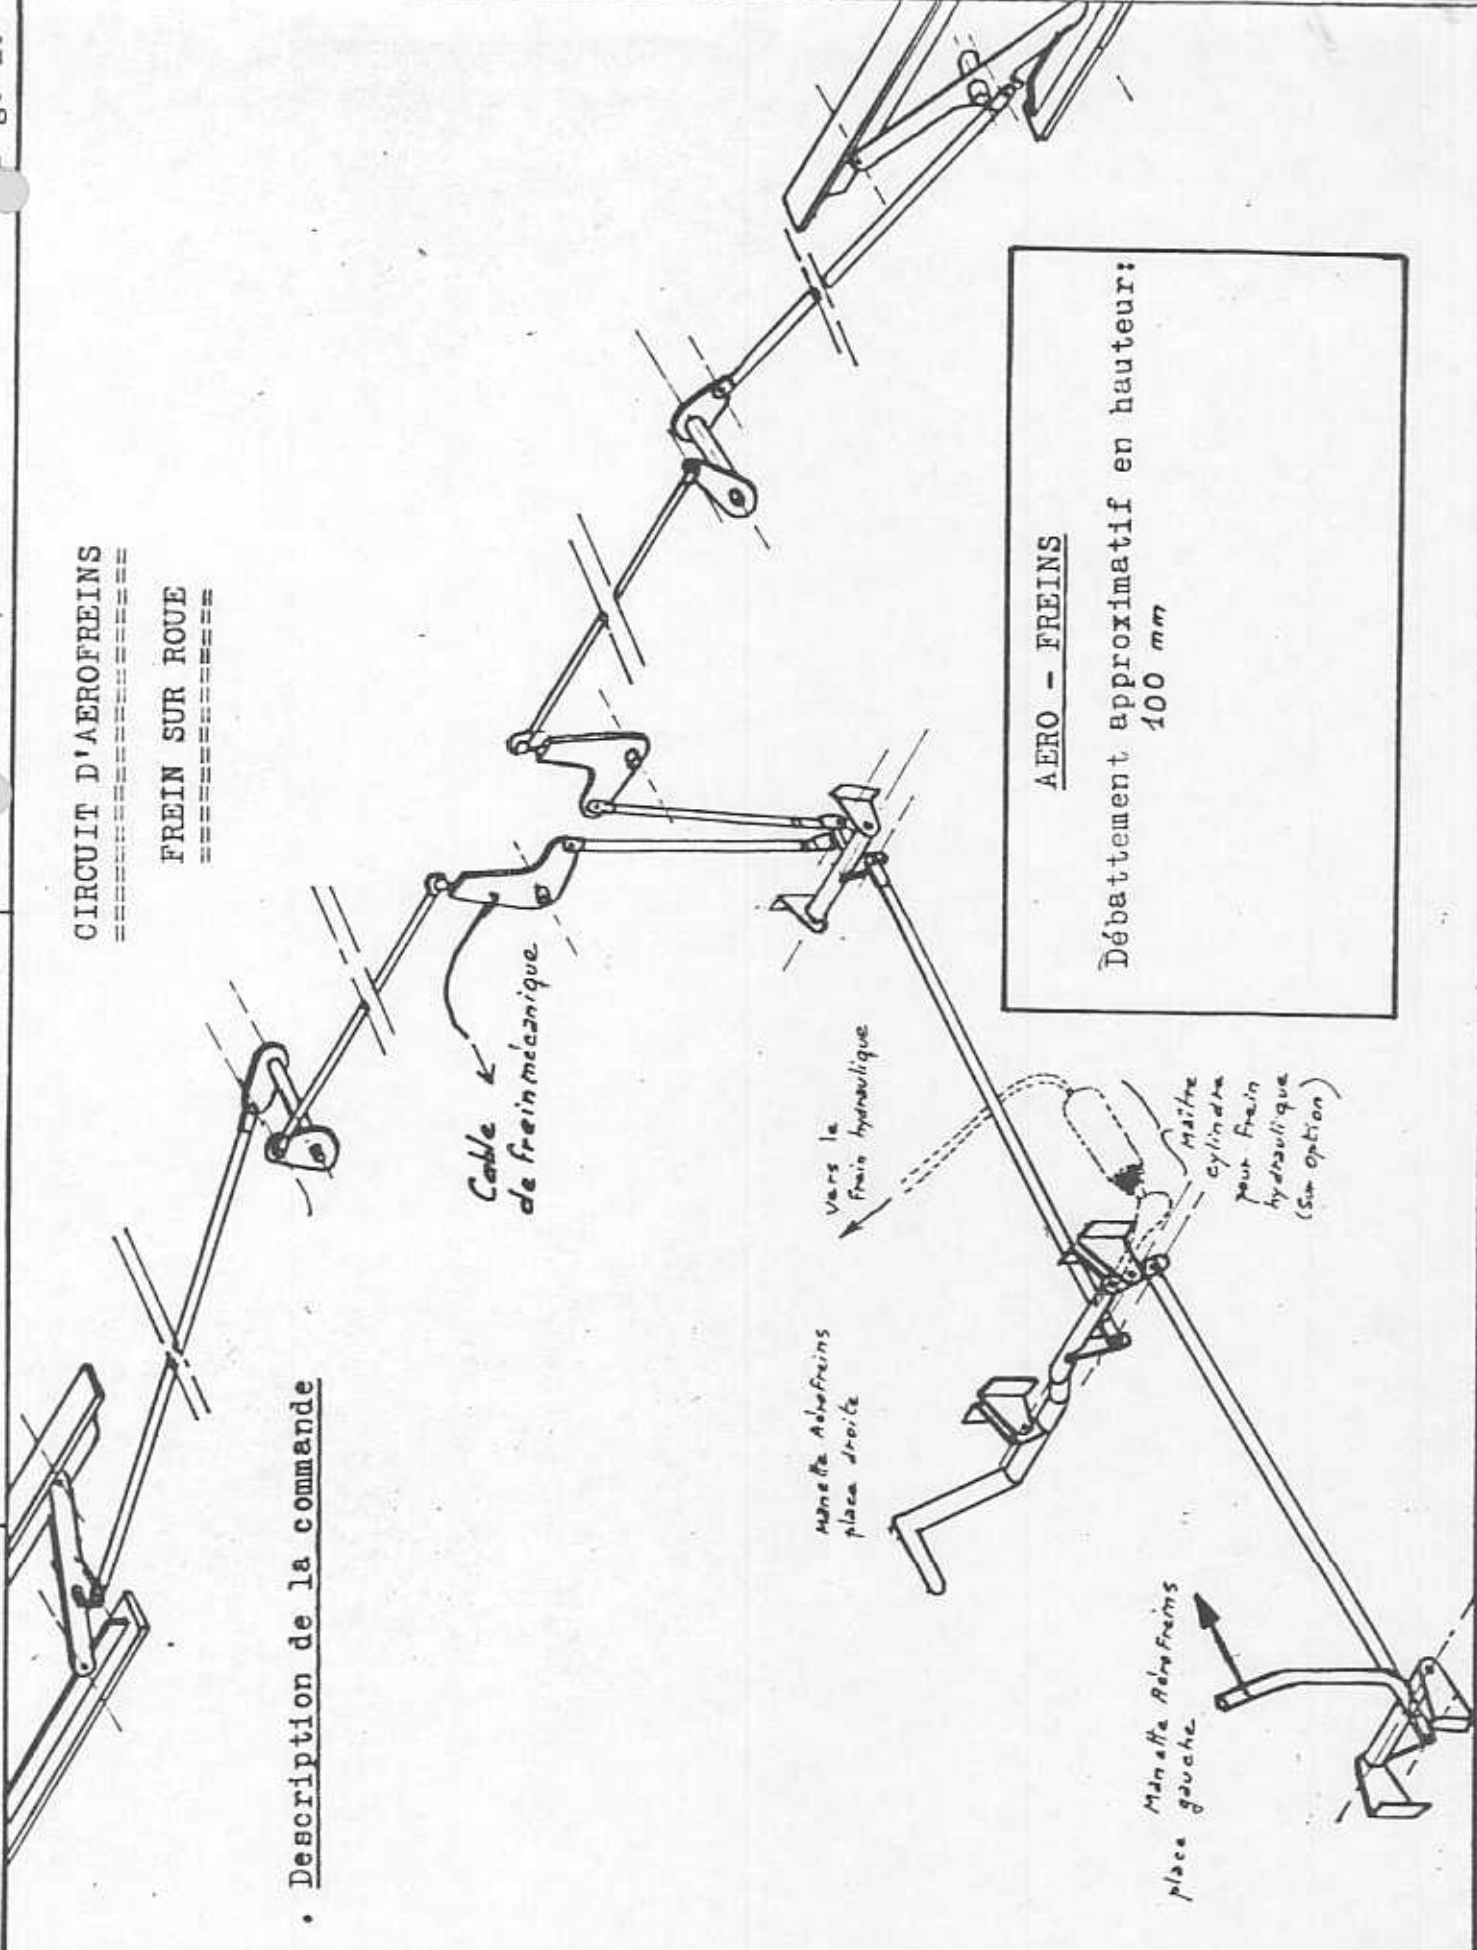 CIRCUIT D'AEROFREINS
====================
FREIN SUR ROUE
==============
. Description de la commande
Cable
de frein mécanique
vers le
frein hydraulique
Manette Aérofreins
place droite
Maître
cylindre
pour frein
hydraulique
(sur option)
Manette Aérofreins
place gauche
AERO - FREINS
Débattement approximatif en hauteur:
100 mm